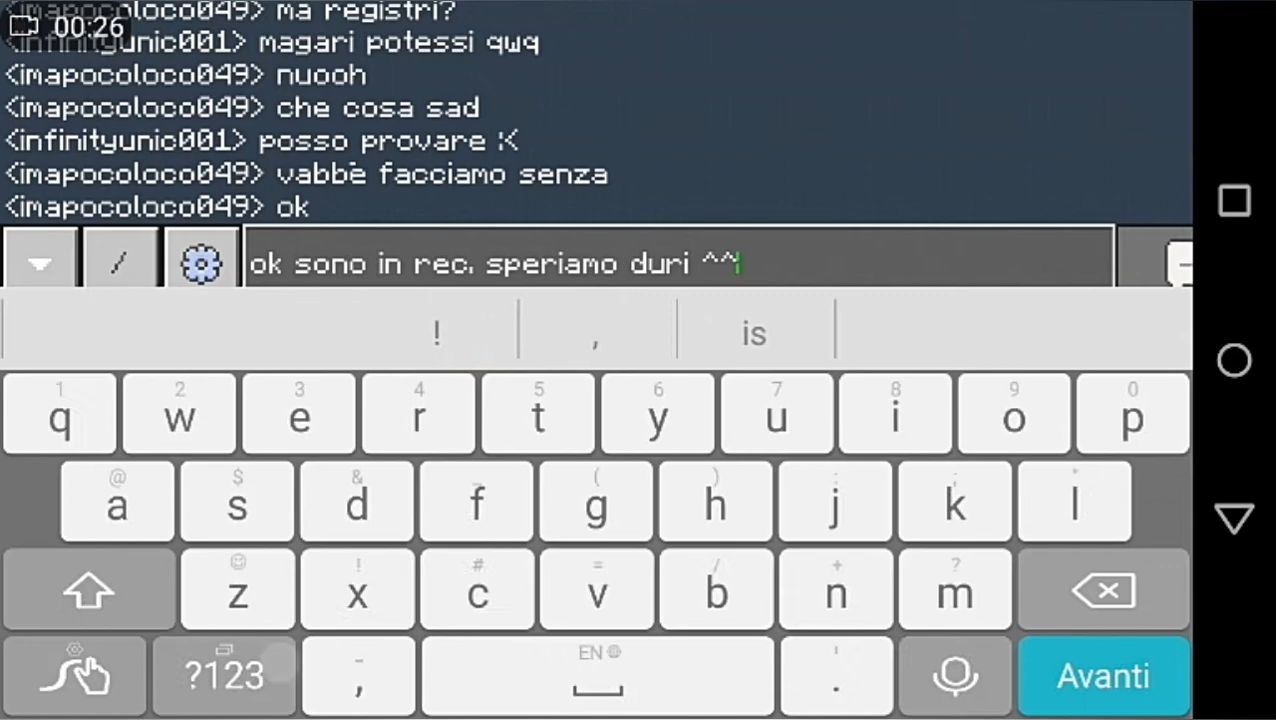 <imapocoloco049> ma registri?
00:26
<infinityunic001> magari potessi qwq
<imapocoloco049> nuooh
<imapocoloco049> che cosa sad
<infinityunic001> posso provare :<
<imapocoloco049> vabbè facciamo senza
<imapocoloco049> ok
/ ok sono in rec. speriamo duri ^^
! , is
1 2 3 4 5 6 7 8 9 0
q w e r t y u i o p
@ $ & _ ( ) : ; "
a s d f g h j k l
! # = / + ?
z x c v b n m
EN
?123 , . Avanti